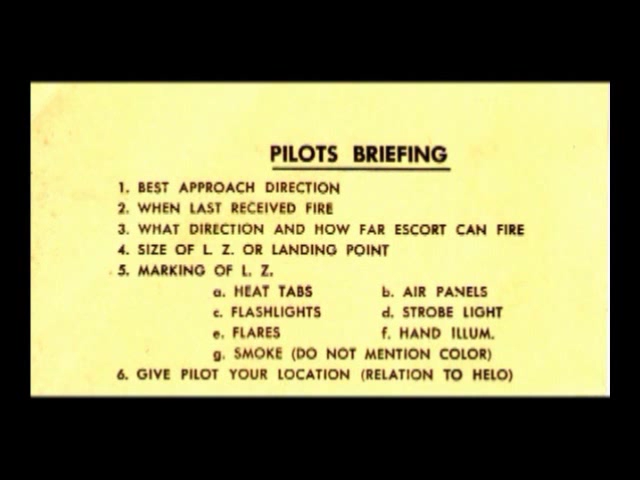 PILOTS BRIEFING
1. BEST APPROACH DIRECTION
2. WHEN LAST RECEIVED FIRE
3. WHAT DIRECTION AND HOW FAR ESCORT CAN FIRE
4. SIZE OF L. Z. OR LANDING POINT
5. MARKING OF L. Z.
a. HEAT TABS b. AIR PANELS
c. FLASHLIGHTS d. STROBE LIGHT
e. FLARES f. HAND ILLUM.
g. SMOKE (DO NOT MENTION COLOR)
6. GIVE PILOT YOUR LOCATION (RELATION TO HELO)